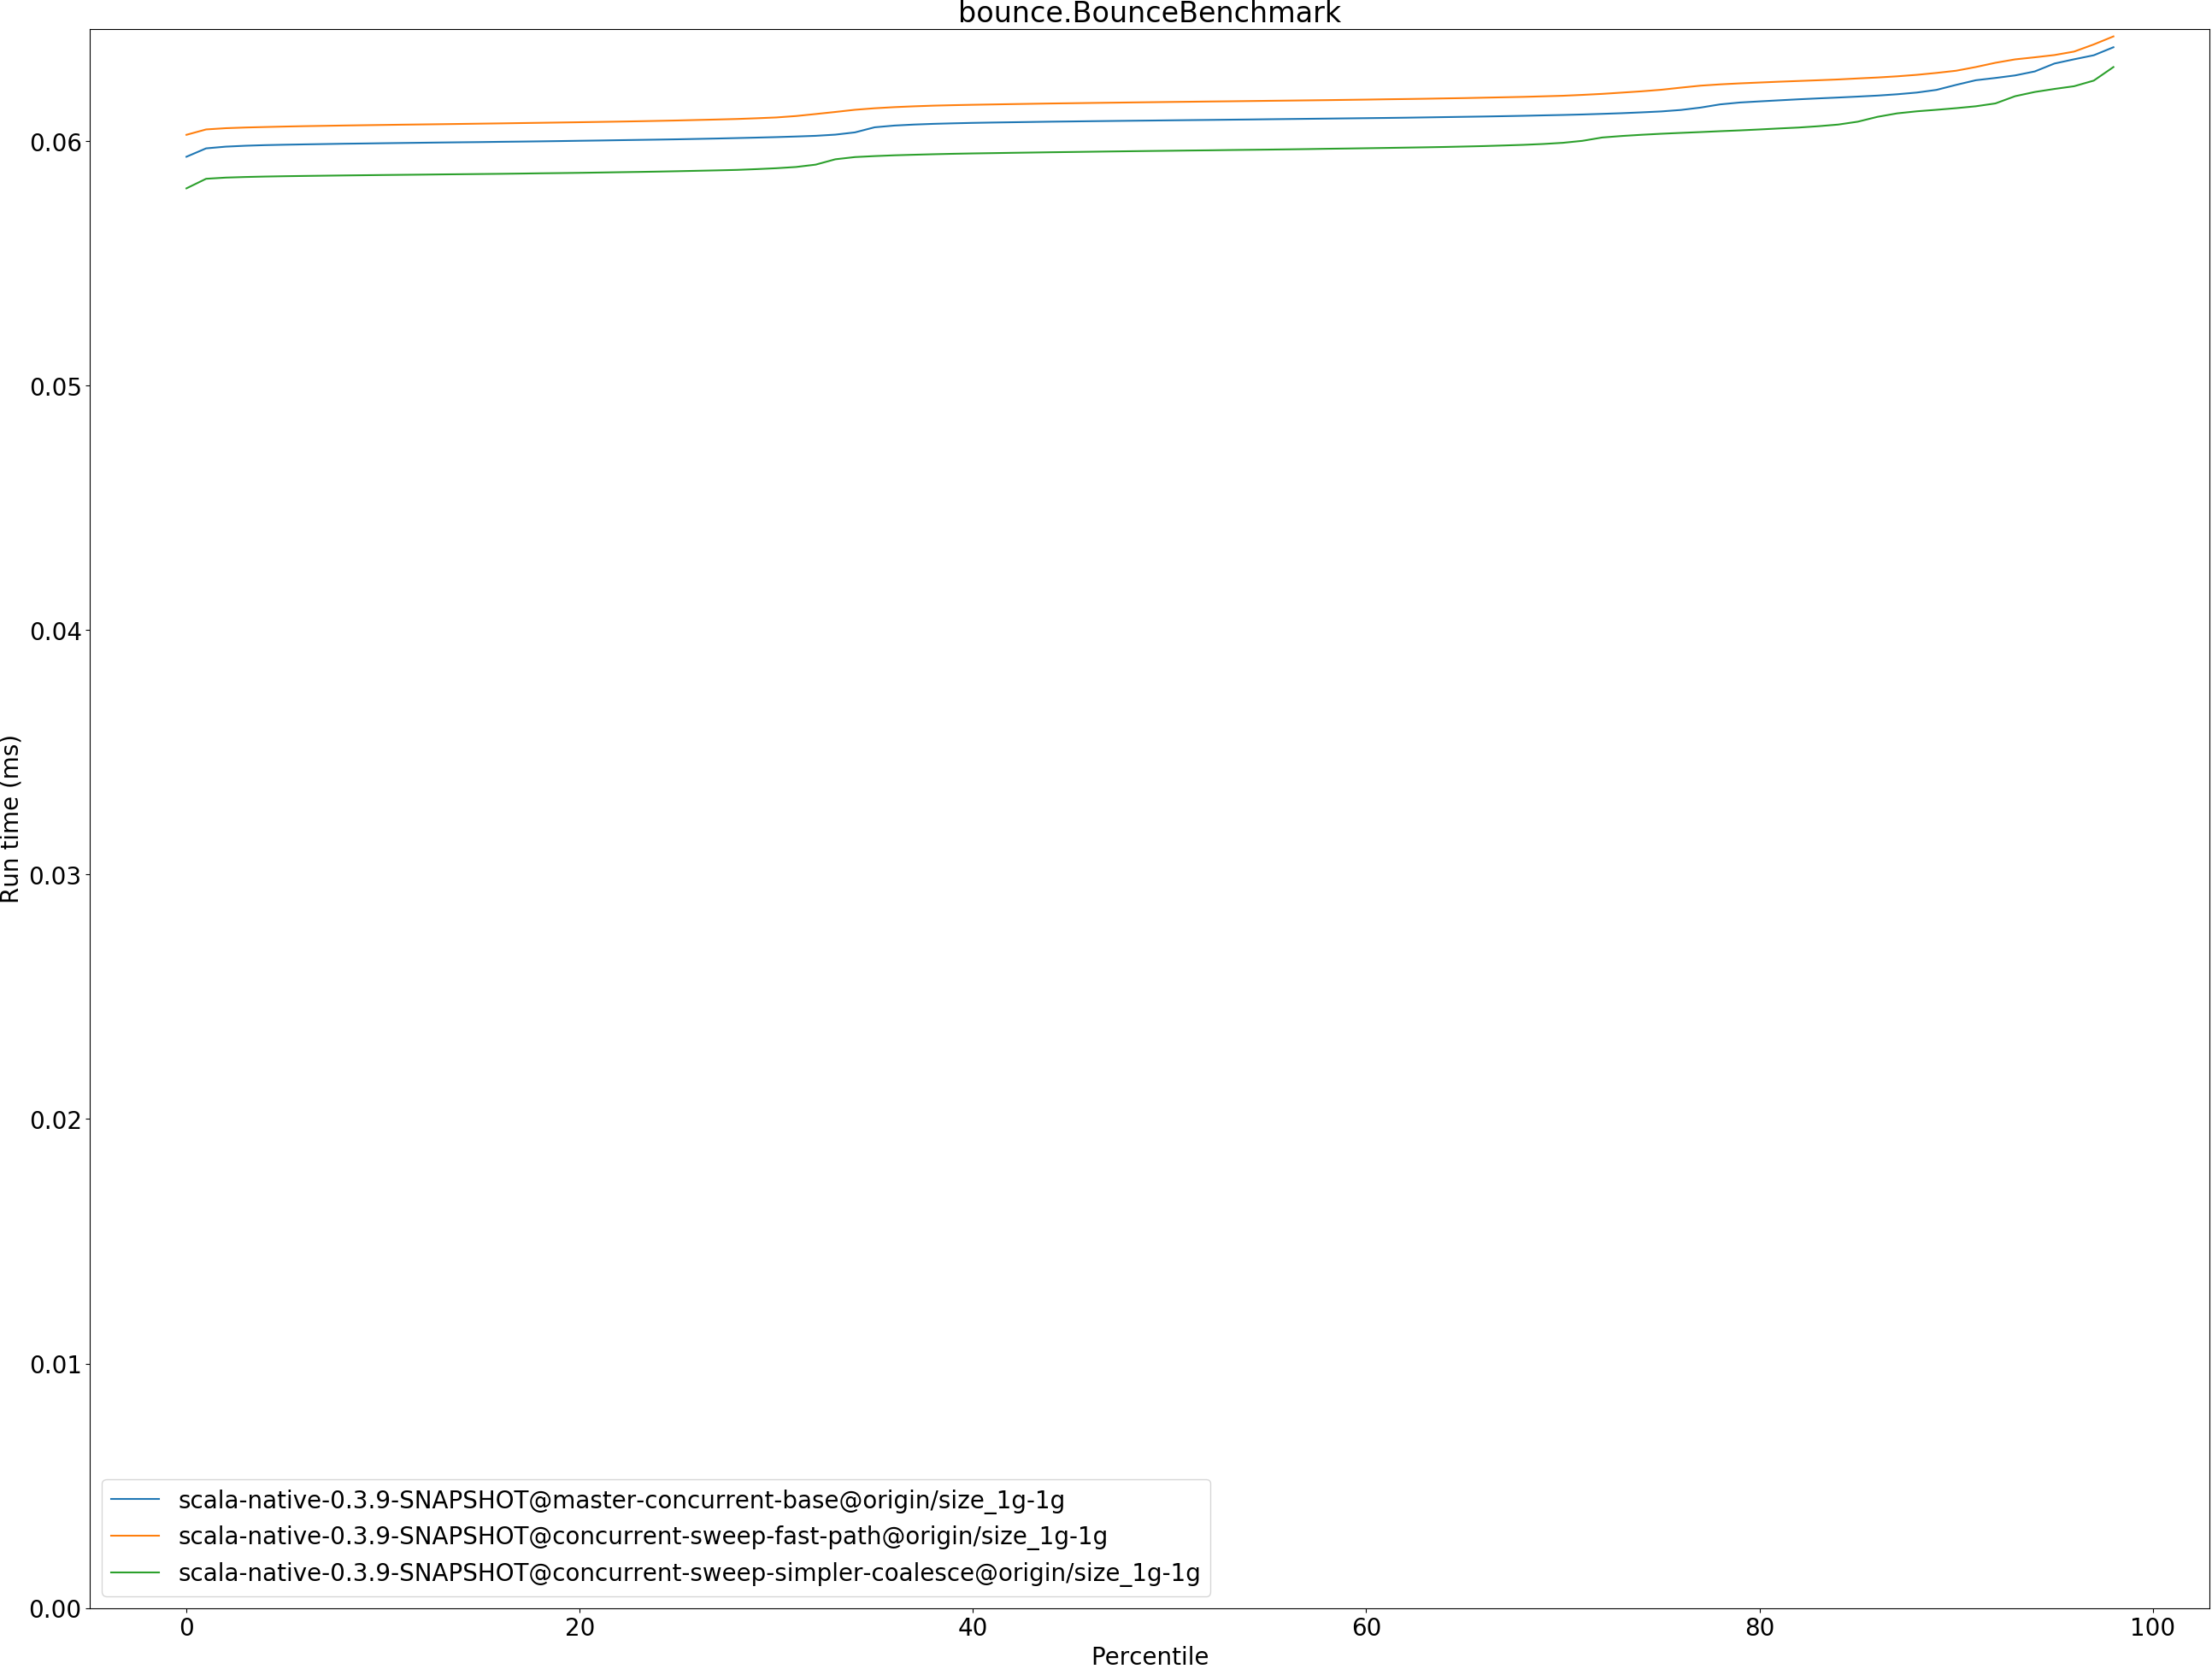 bounce.BounceBenchmark
Run time (ms)
0.06
0.05
0.04
0.03
0.02
0.01
0.00
scala-native-0.3.9-SNAPSHOT@master-concurrent-base@origin/size_1g-1g
scala-native-0.3.9-SNAPSHOT@concurrent-sweep-fast-path@origin/size_1g-1g
scala-native-0.3.9-SNAPSHOT@concurrent-sweep-simpler-coalesce@origin/size_1g-1g
0 20 40 60 80 100
Percentile